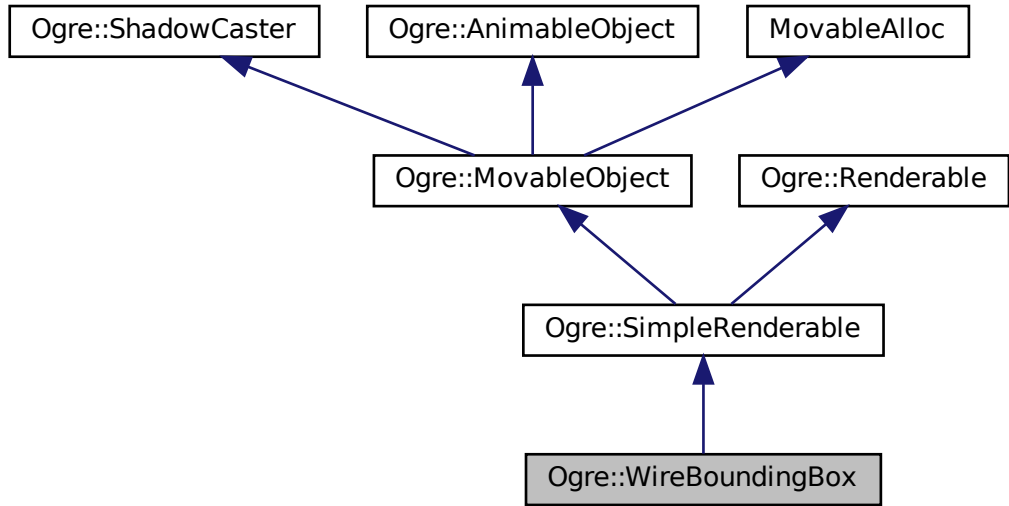 Ogre::ShadowCaster
Ogre::AnimableObject
MovableAlloc
Ogre::MovableObject
Ogre::Renderable
Ogre::SimpleRenderable
Ogre::WireBoundingBox